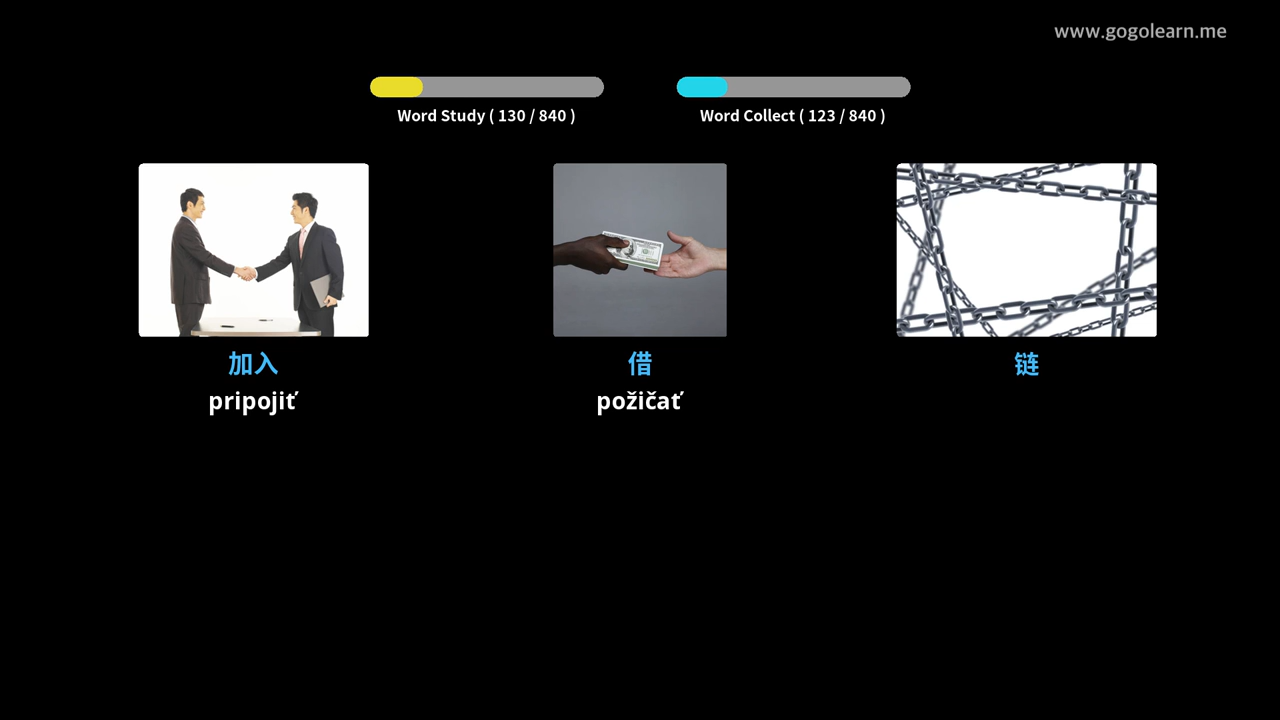 www.gogolearn.me
Word Study ( 130 / 840 )
Word Collect ( 123 / 840 )
加入
借
链
pripojiť
požičať